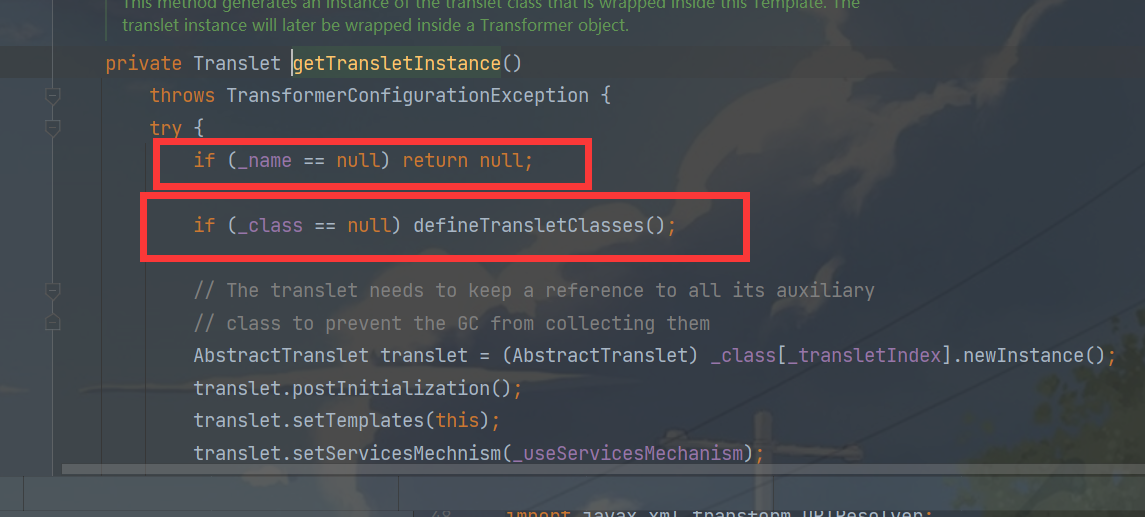 This method generates an instance of the translet class that is wrapped inside this Template. The
translet instance will later be wrapped inside a Transformer object.
private Translet getTransletInstance()
throws TransformerConfigurationException {
try {
if (_name == null) return null;
if (_class == null) defineTransletClasses();
// The translet needs to keep a reference to all its auxiliary
// class to prevent the GC from collecting them
AbstractTranslet translet = (AbstractTranslet) _class[_transletIndex].newInstance();
translet.postInitialization();
translet.setTemplates(this);
translet.setServicesMechnism(_useServicesMechanism);
import javax.xml.transform.URIResolver;